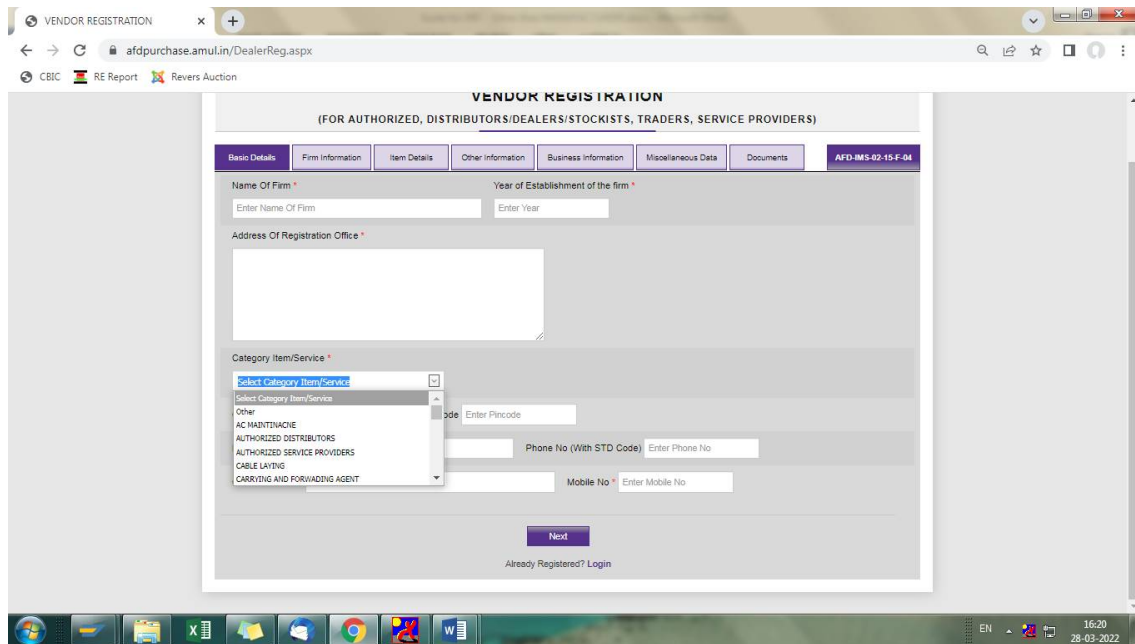 VENDOR REGISTRATION
afdpurchase.amul.in/DealerReg.aspx
CBIC RE Report Revers Auction
VENDOR REGISTRATION
(FOR AUTHORIZED, DISTRIBUTORS/DEALERS/STOCKISTS, TRADERS, SERVICE PROVIDERS)
Basic Details Firm Information Item Details Other Information Business Information Miscellaneous Data Documents AFD-IMS-02-15-F-04
Name Of Firm * Year of Establishment of the firm *
Enter Name Of Firm Enter Year
Address Of Registration Office *
Category Item/Service *
Select Category Item/Service
Select Category Item/Service
Other
Enter Pincode
AC MAINTINACNE
AUTHORIZED DISTRIBUTORS
AUTHORIZED SERVICE PROVIDERS Phone No (With STD Code) Enter Phone No
CABLE LAYING
CARRYING AND FORWADING AGENT Mobile No * Enter Mobile No
Next
Already Registered? Login
EN 16:20
28-03-2022